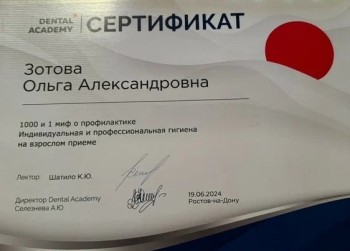 DENTAL
ACADEMY
СЕРТИФИКАТ
Зотова
Ольга Александровна
1000 и 1 миф о профилактике
Индивидуальная и профессиональная гигиена
на взрослом приеме
Лектор: Шатило К.Ю.
Директор Dental Academy
Селезнева А.Ю
19.06.2024
Ростов-на-Дону